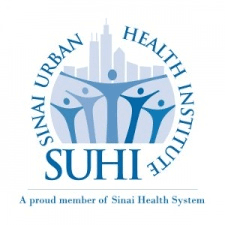 SINAI URBAN HEALTH INSTITUTE
SUHI
A proud member of Sinai Health System